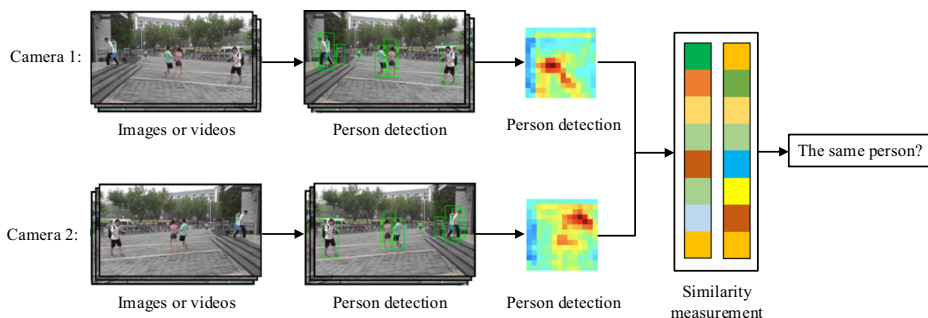 Camera 1:
Images or videos
Person detection
Person detection
Camera 2:
Images or videos
Person detection
Person detection
Similarity
measurement
The same person?